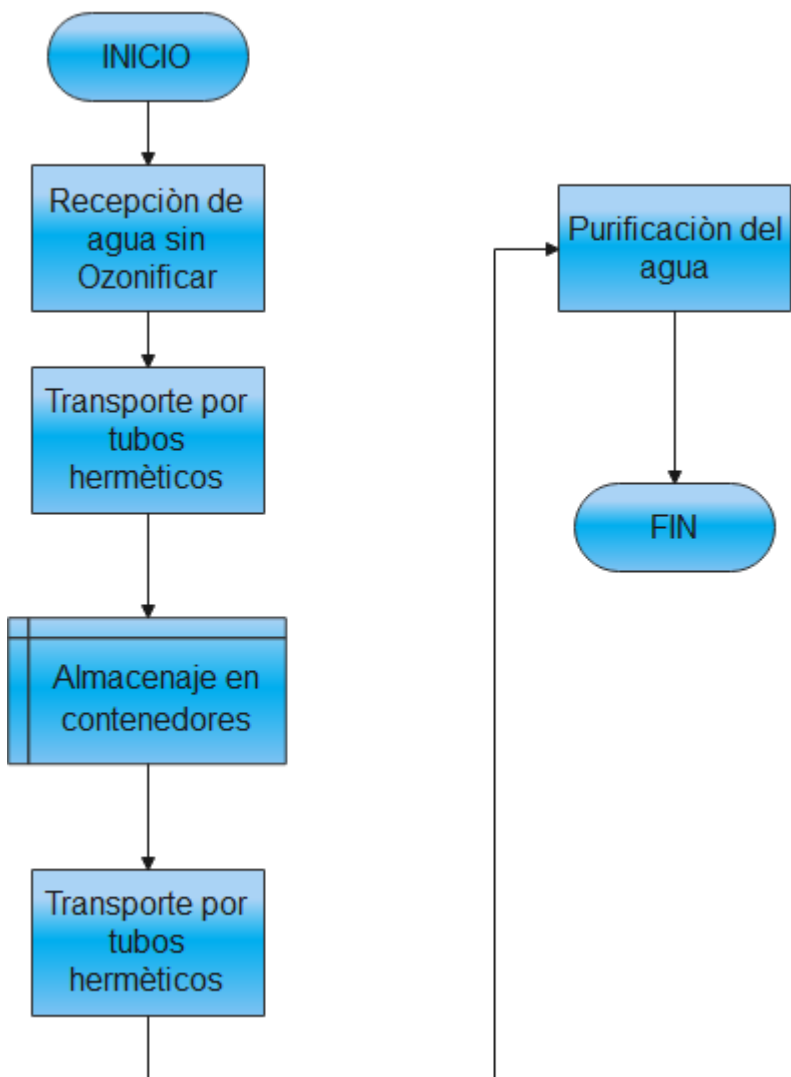 INICIO
Recepciòn de
agua sin
Ozonificar
Transporte por
tubos
hermèticos
Almacenaje en
contenedores
Transporte por
tubos
hermèticos
Purificaciòn del
agua
FIN